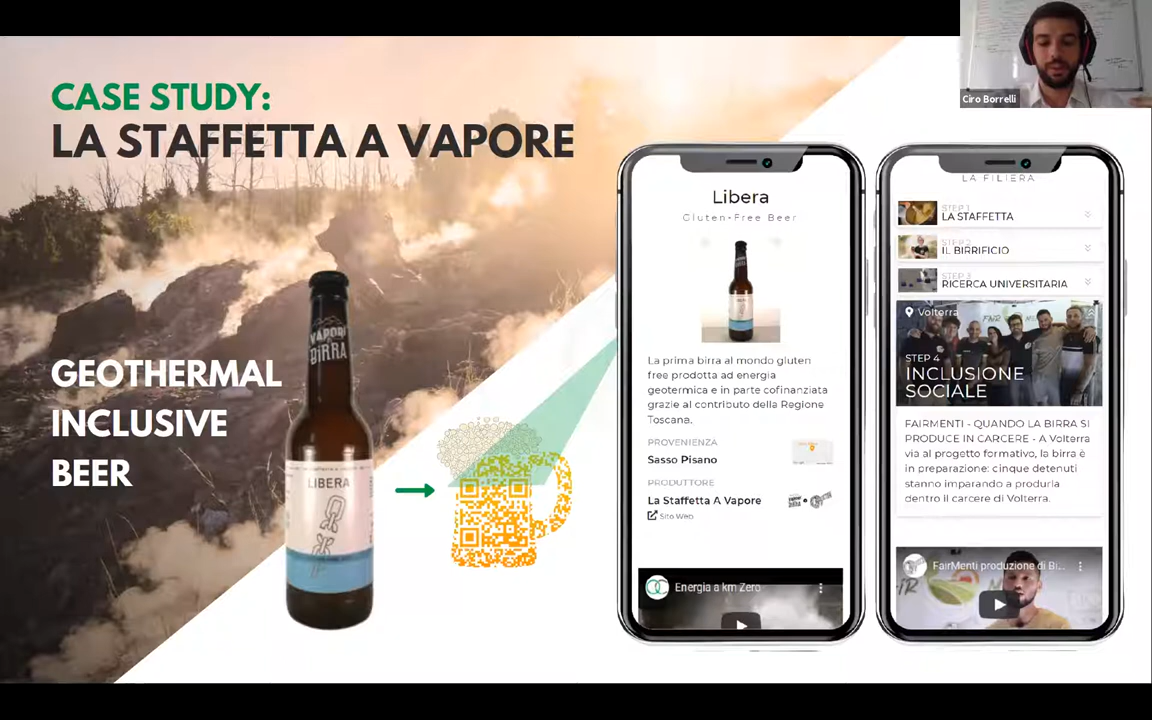 Ciro Borrelli
CASE STUDY:
LA STAFFETTA A VAPORE
GEOTHERMAL
INCLUSIVE
BEER
VAPORI
DI
BIRRA
LIBERA
Libera
Gluten-Free Beer
La prima birra al mondo gluten
free prodotta ad energia
geotermica e in parte cofinanziata
grazie al contributo della Regione
Toscana.
PROVENIENZA
Sasso Pisano
PRODUTTORE
La Staffetta A Vapore
Sito Web
Energia a km Zero
LA FILIERA
STEP 1
LA STAFFETTA
STEP 2
IL BIRRIFICIO
STEP 3
RICERCA UNIVERSITARIA
Volterra
STEP 4
INCLUSIONE
SOCIALE
FAIRMENTI - QUANDO LA BIRRA SI
PRODUCE IN CARCERE - A Volterra
via al progetto formativo, la birra è
in preparazione: cinque detenuti
stanno imparando a produrla
dentro il carcere di Volterra.
FairMenti produzione di Bi...